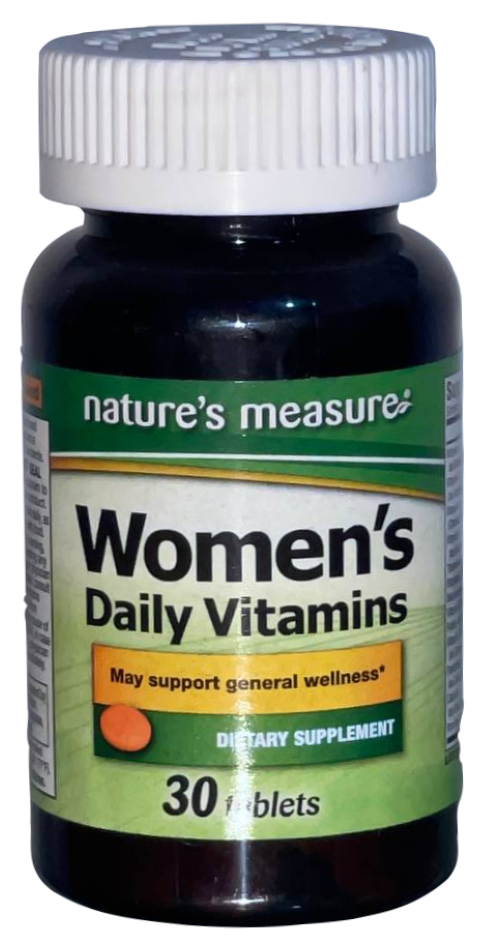 nature's measure
Women's
Daily Vitamins
May support general wellness*
DIETARY SUPPLEMENT
30 tablets